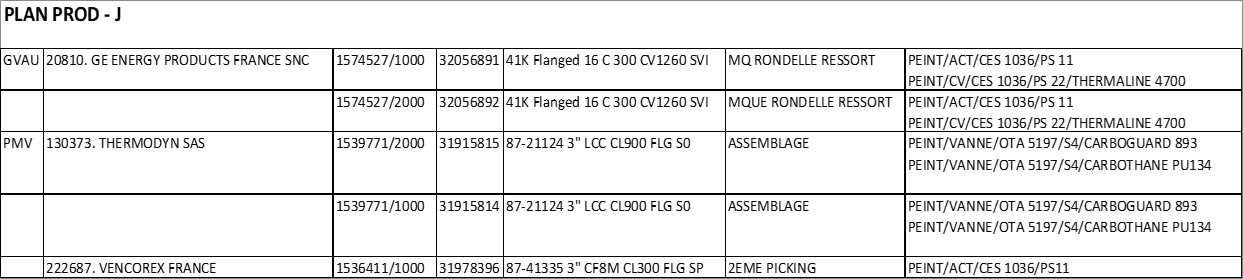 PLAN PROD - J
GVAU 20810. GE ENERGY PRODUCTS FRANCE SNC 1574527/1000 32056891 41K Flanged 16 C 300 CV1260 SVI MQ RONDELLE RESSORT PEINT/ACT/CES 1036/PS 11
PEINT/CV/CES 1036/PS 22/THERMALINE 4700
1574527/2000 32056892 41K Flanged 16 C 300 CV1260 SVI MQUE RONDELLE RESSORT PEINT/ACT/CES 1036/PS 11
PEINT/CV/CES 1036/PS 22/THERMALINE 4700
PMV 130373. THERMODYN SAS 1539771/2000 31915815 87-21124 3" LCC CL900 FLG S0 ASSEMBLAGE PEINT/VANNE/OTA 5197/S4/CARBOGUARD 893
PEINT/VANNE/OTA 5197/S4/CARBOTHANE PU134
1539771/1000 31915814 87-21124 3" LCC CL900 FLG S0 ASSEMBLAGE PEINT/VANNE/OTA 5197/S4/CARBOGUARD 893
PEINT/VANNE/OTA 5197/S4/CARBOTHANE PU134
222687. VENCOREX FRANCE 1536411/1000 31978396 87-41335 3" CF8M CL300 FLG SP 2EME PICKING PEINT/ACT/CES 1036/PS11